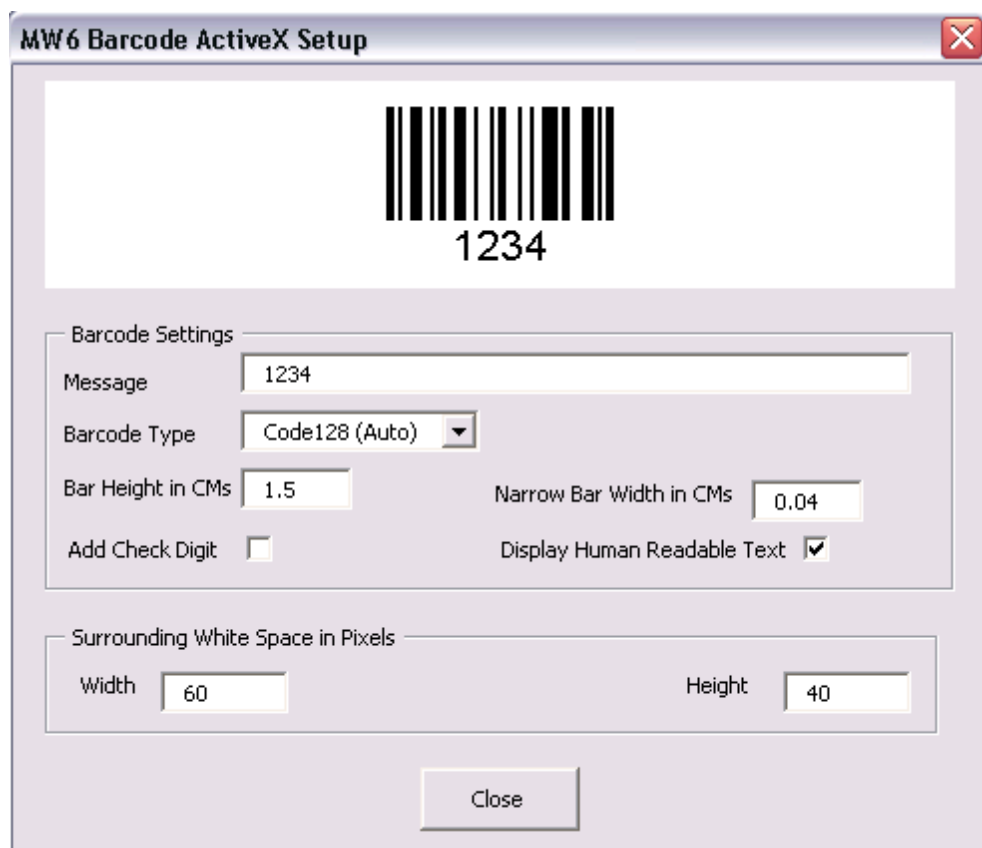 MW6 Barcode ActiveX Setup
1234
Barcode Settings
Message 1234
Barcode Type Code128 (Auto)
Bar Height in CMs 1.5 Narrow Bar Width in CMs 0.04
Add Check Digit Display Human Readable Text
Surrounding White Space in Pixels
Width 60 Height 40
Close